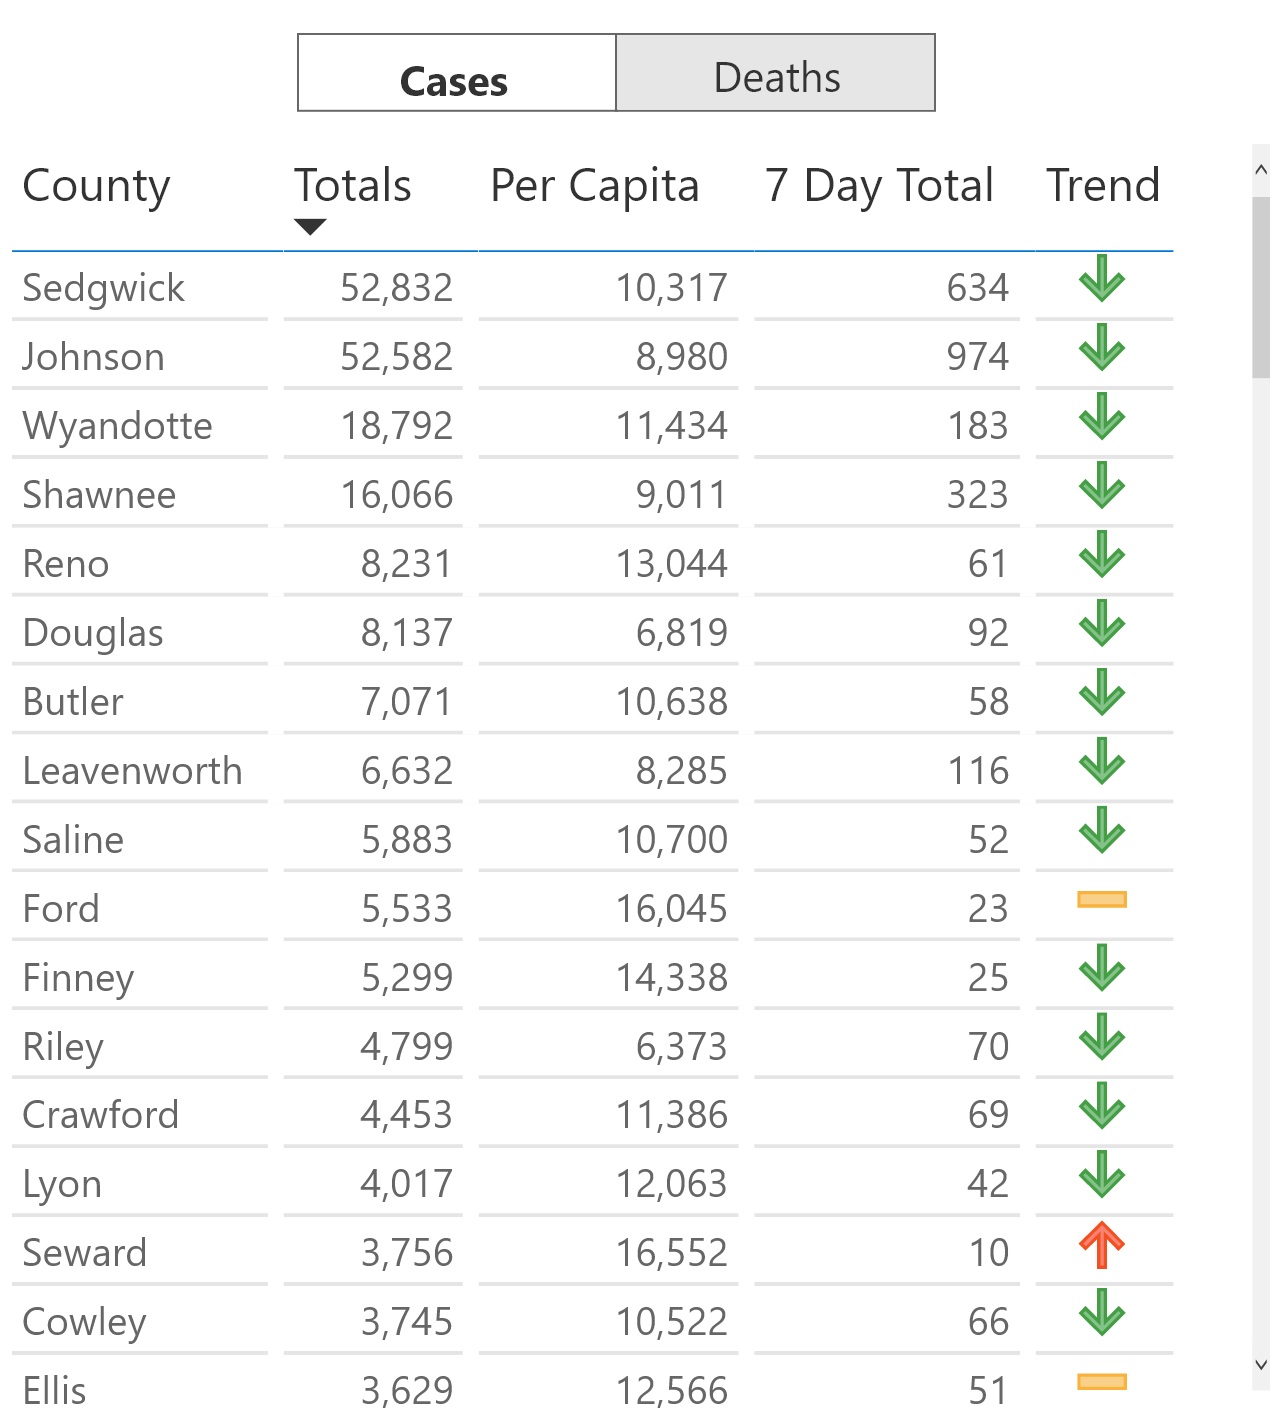 Cases Deaths
County Totals Per Capita 7 Day Total Trend
Sedgwick 52,832 10,317 634
Johnson 52,582 8,980 974
Wyandotte 18,792 11,434 183
Shawnee 16,066 9,011 323
Reno 8,231 13,044 61
Douglas 8,137 6,819 92
Butler 7,071 10,638 58
Leavenworth 6,632 8,285 116
Saline 5,883 10,700 52
Ford 5,533 16,045 23
Finney 5,299 14,338 25
Riley 4,799 6,373 70
Crawford 4,453 11,386 69
Lyon 4,017 12,063 42
Seward 3,756 16,552 10
Cowley 3,745 10,522 66
Ellis 3,629 12,566 51